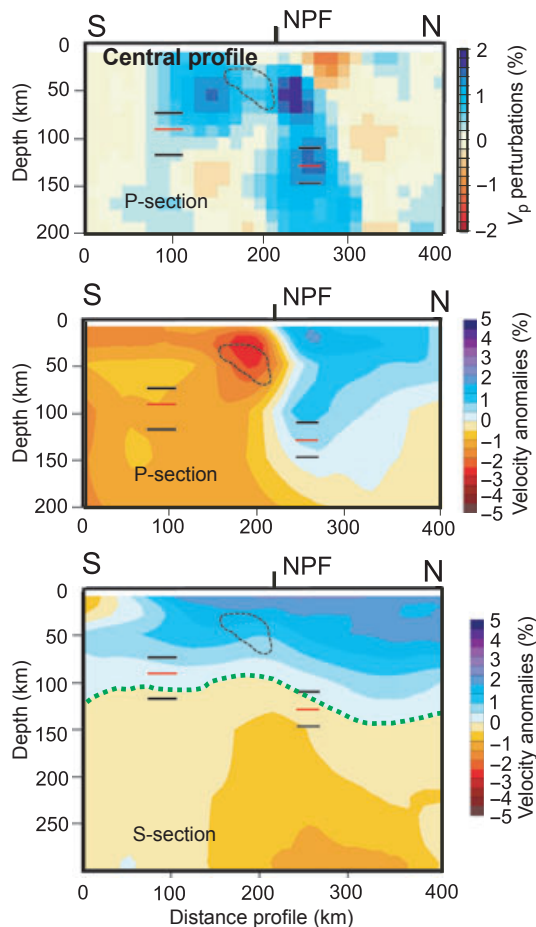 NPF
S N
Central profile
0
50
100
150
200
Depth (km)
P-section
0 100 200 300 400
2
1
0
−1
−2
Vp perturbations (%)
NPF
S N
0
50
100
150
200
Depth (km)
P-section
0 100 200 300 400
5
4
3
2
1
0
−1
−2
−3
−4
−5
Velocity anomalies (%)
NPF
S N
0
50
100
150
200
250
Depth (km)
S-section
0 100 200 300 400
Distance profile (km)
5
4
3
2
1
0
−1
−2
−3
−4
−5
Velocity anomalies (%)